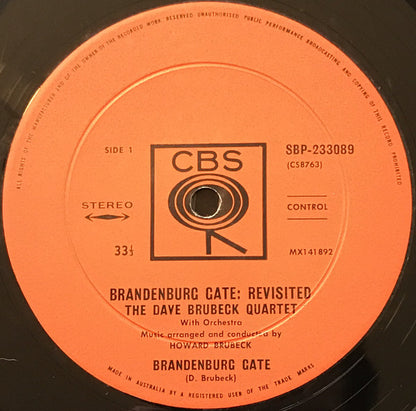 ALL RIGHTS OF THE MANUFACTURER AND OF THE OWNER OF THE RECORDED WORK RESERVED UNAUTHORISED PUBLIC PERFORMANCE BROADCASTING AND COPYING OF THIS RECORD PROHIBITED
SIDE 1
CBS
SBP-233089
(CS8763)
STEREO
CONTROL
33⅓
MX141892
BRANDENBURG GATE: REVISITED
THE DAVE BRUBECK QUARTET
With Orchestra
Music arranged and conducted by
HOWARD BRUBECK
BRANDENBURG GATE
(D. Brubeck)
MADE IN AUSTRALIA BY A REGISTERED USER OF THE TRADE MARKS